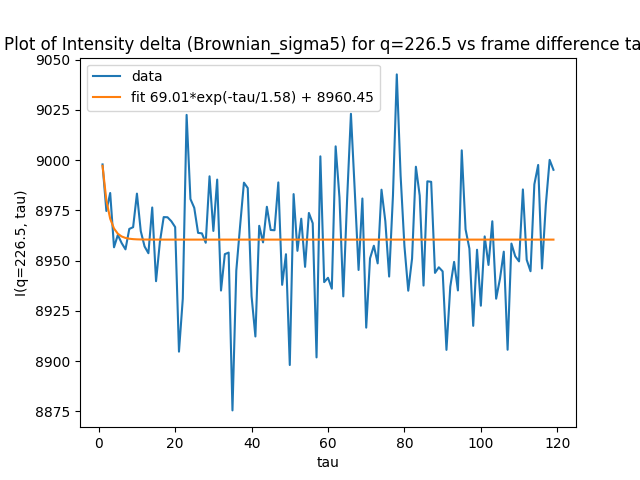 Plot of Intensity delta (Brownian_sigma5) for q=226.5 vs frame difference ta
data
fit 69.01*exp(-tau/1.58) + 8960.45
I(q=226.5, tau)
9050
9025
9000
8975
8950
8925
8900
8875
0 20 40 60 80 100 120
tau